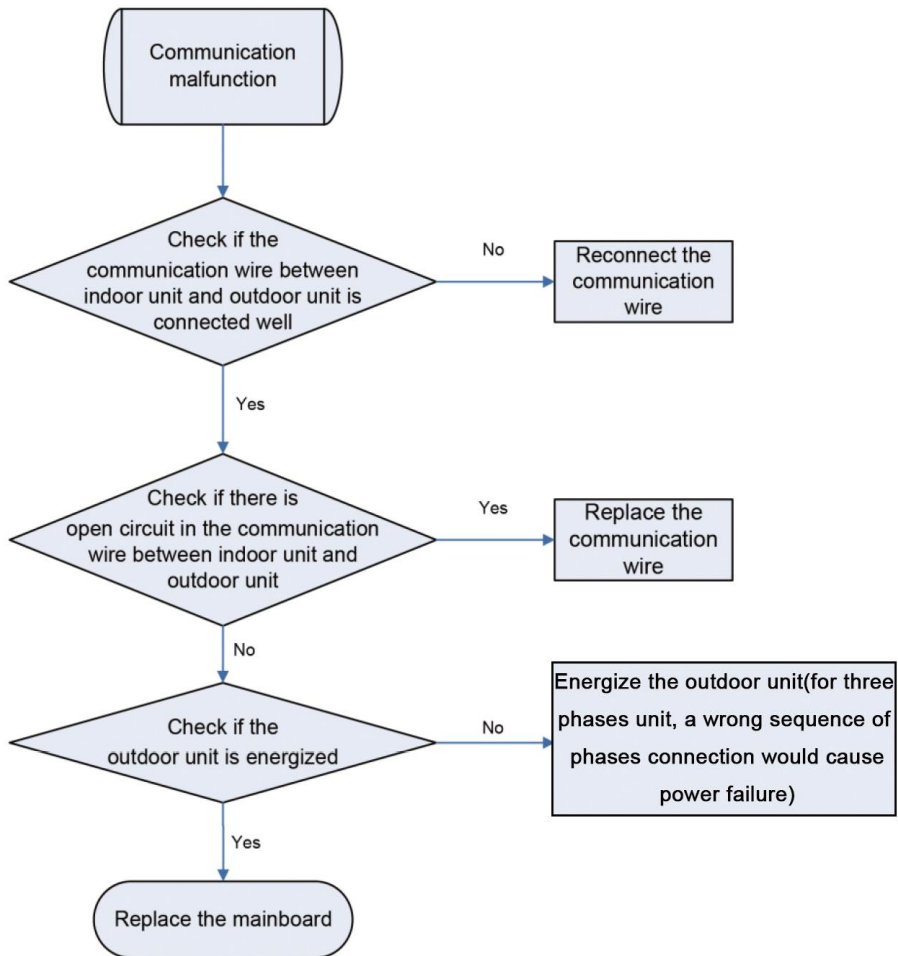 Communication
malfunction
Check if the
communication wire between
indoor unit and outdoor unit is
connected well
No
Reconnect the
communication
wire
Yes
Check if there is
open circuit in the communication
wire between indoor unit and
outdoor unit
Yes
Replace the
communication
wire
No
Check if the
outdoor unit is energized
No
Energize the outdoor unit(for three
phases unit, a wrong sequence of
phases connection would cause
power failure)
Yes
Replace the mainboard